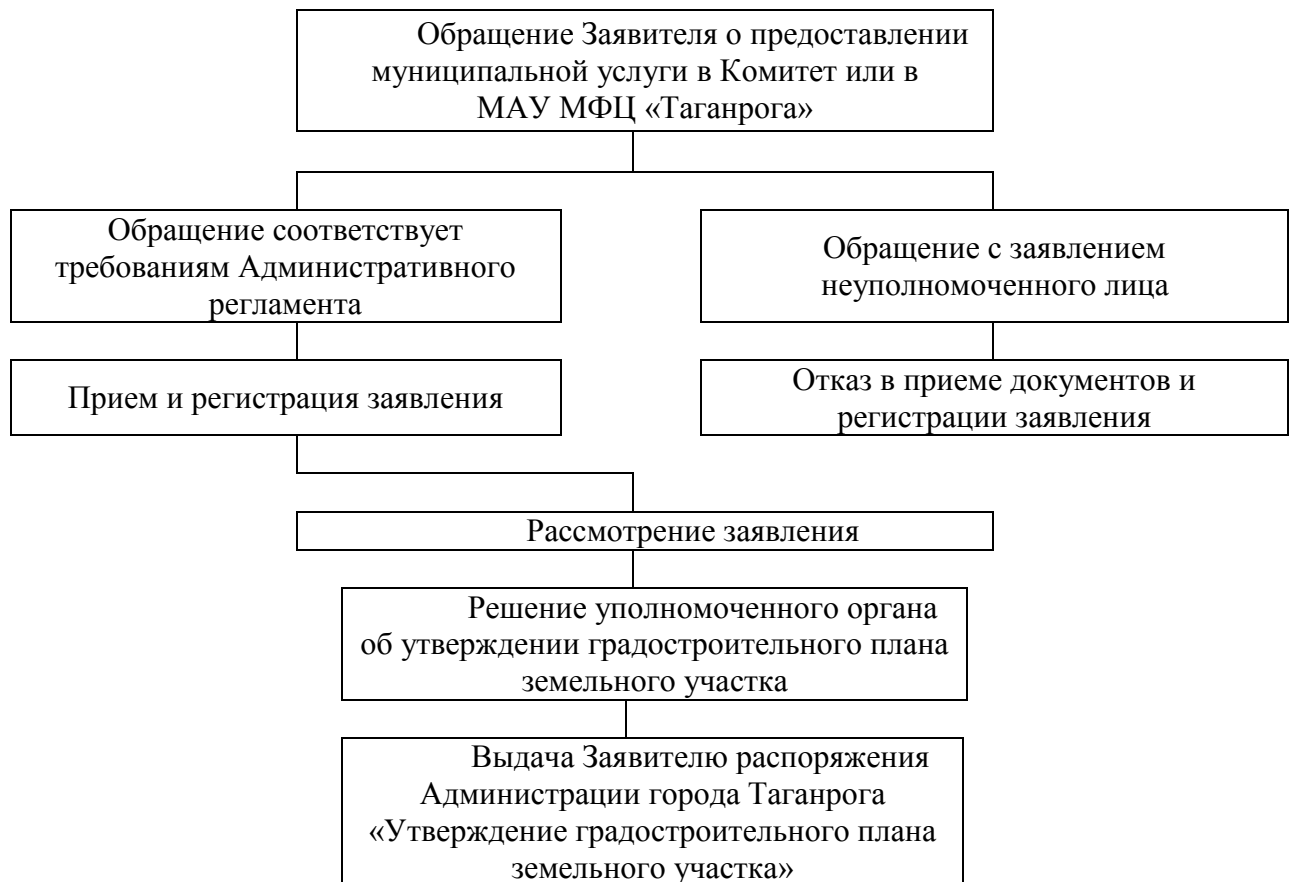 Обращение Заявителя о предоставлении
муниципальной услуги в Комитет или в
МАУ МФЦ «Таганрога»
Обращение соответствует
требованиям Административного
регламента
Обращение с заявлением
неуполномоченного лица
Прием и регистрация заявления
Отказ в приеме документов и
регистрации заявления
Рассмотрение заявления
Решение уполномоченного органа
об утверждении градостроительного плана
земельного участка
Выдача Заявителю распоряжения
Администрации города Таганрога
«Утверждение градостроительного плана
земельного участка»